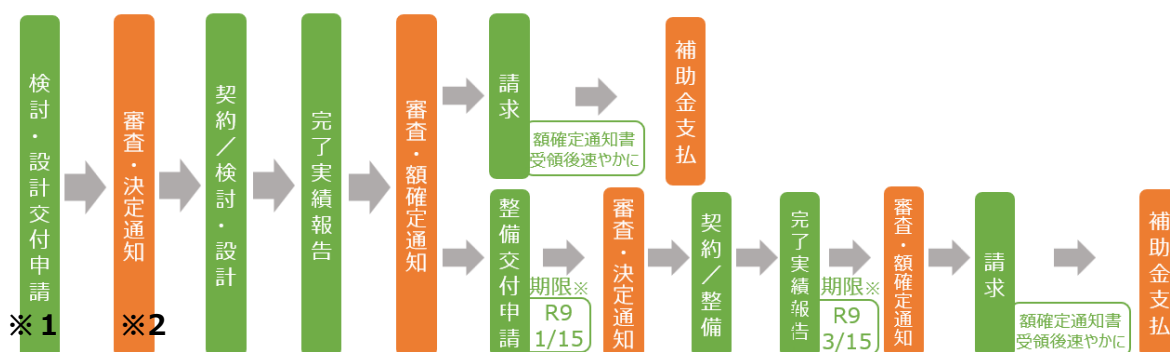 検討・設計交付申請
※1
審査・決定通知
※2
契約／検討・設計
完了実績報告
審査・額確定通知
請求
額確定通知書
受領後速やかに
補助金支払
整備交付申請
期限※
R9
1/15
審査・決定通知
契約／整備
完了実績報告
期限※
R9
3/15
審査・額確定通知
請求
額確定通知書
受領後速やかに
補助金支払